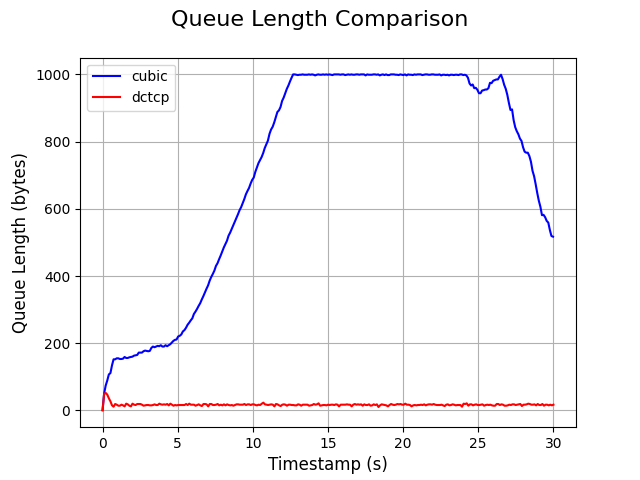 Queue Length Comparison
cubic
dctcp
Queue Length (bytes)
1000
800
600
400
200
0
0 5 10 15 20 25 30
Timestamp (s)